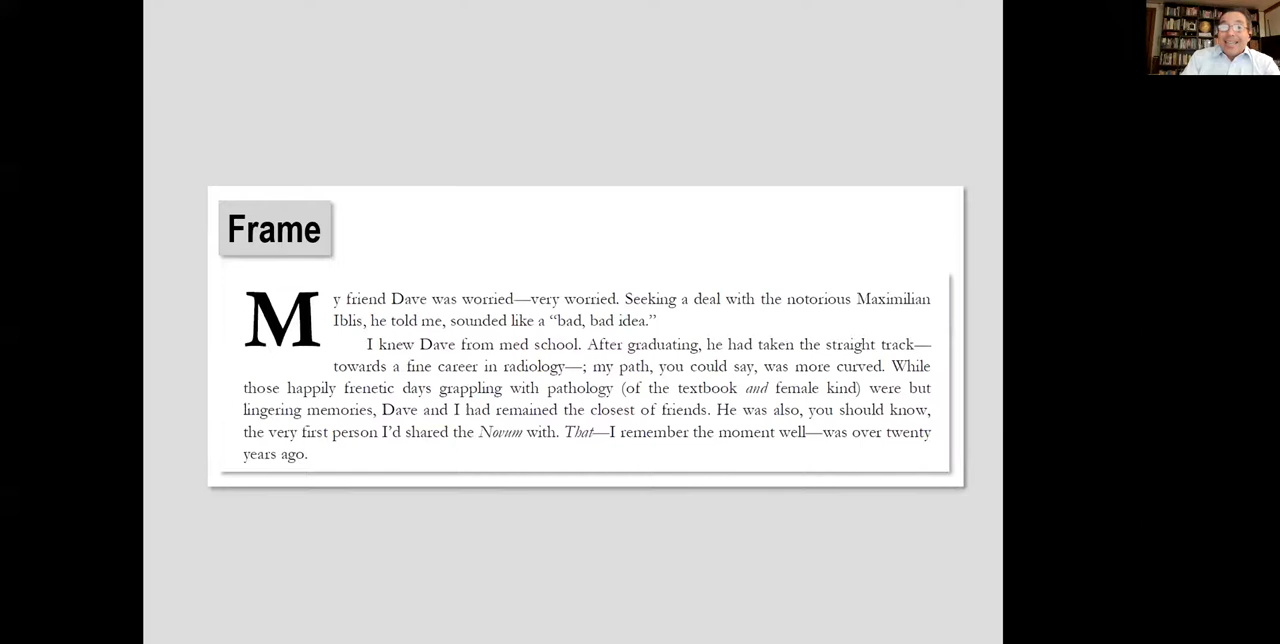 Frame
My friend Dave was worried—very worried. Seeking a deal with the notorious Maximilian
Iblis, he told me, sounded like a “bad, bad idea.”
I knew Dave from med school. After graduating, he had taken the straight track—
towards a fine career in radiology—; my path, you could say, was more curved. While
those happily frenetic days grappling with pathology (of the textbook and female kind) were but
lingering memories, Dave and I had remained the closest of friends. He was also, you should know,
the very first person I’d shared the Novum with. That—I remember the moment well—was over twenty
years ago.